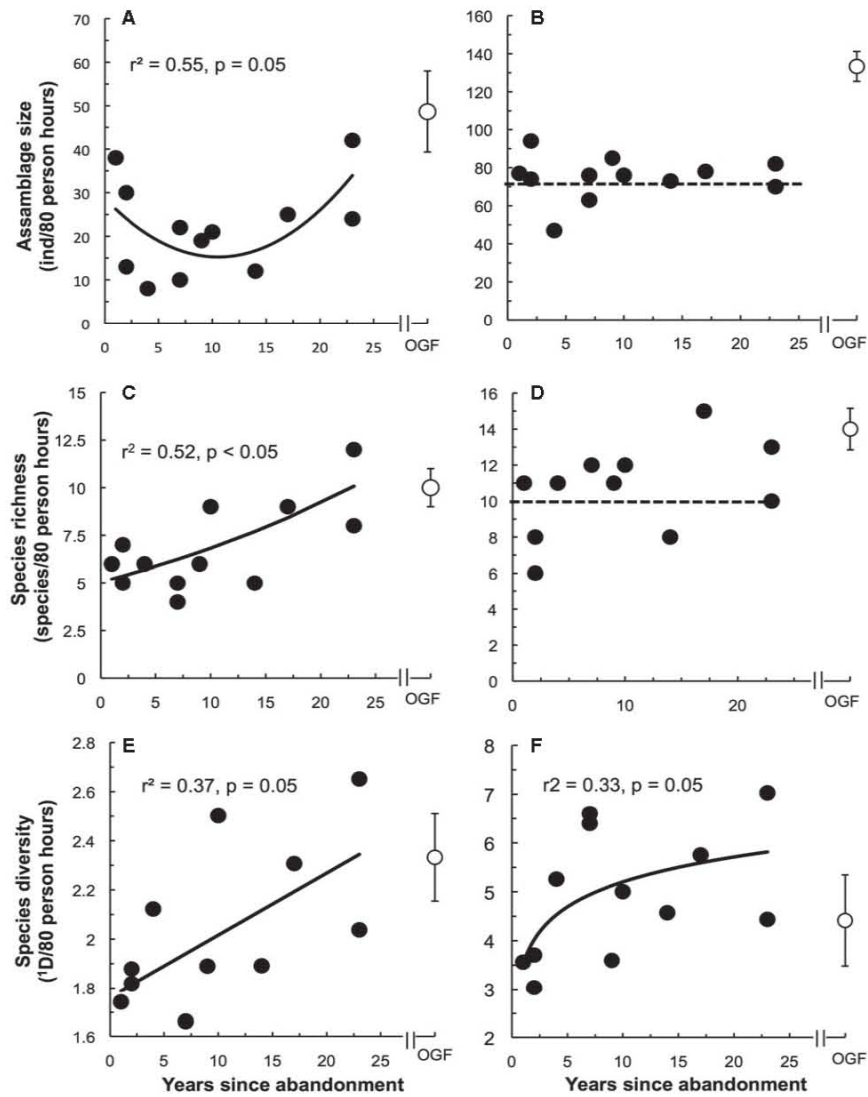 A
r² = 0.55, p = 0.05
Assemblage size
(ind/80 person hours)
70
60
50
40
30
20
10
0
0 5 10 15 20 25 OGF
B
160
140
120
100
80
60
40
20
0
0 5 10 15 20 25 OGF
C
r² = 0.52, p < 0.05
Species richness
(species/80 person hours)
15
12.5
10
7.5
5
2.5
0
0 5 10 15 20 25 OGF
D
16
14
12
10
8
6
4
2
0
0 10 20 OGF
E
r² = 0.37, p = 0.05
Species diversity
(¹D/80 person hours)
2.8
2.6
2.4
2.2
2
1.8
1.6
0 5 10 15 20 25 OGF
Years since abandonment
F
r2 = 0.33, p = 0.05
8
7
6
5
4
3
2
0 5 10 15 20 25 OGF
Years since abandonment